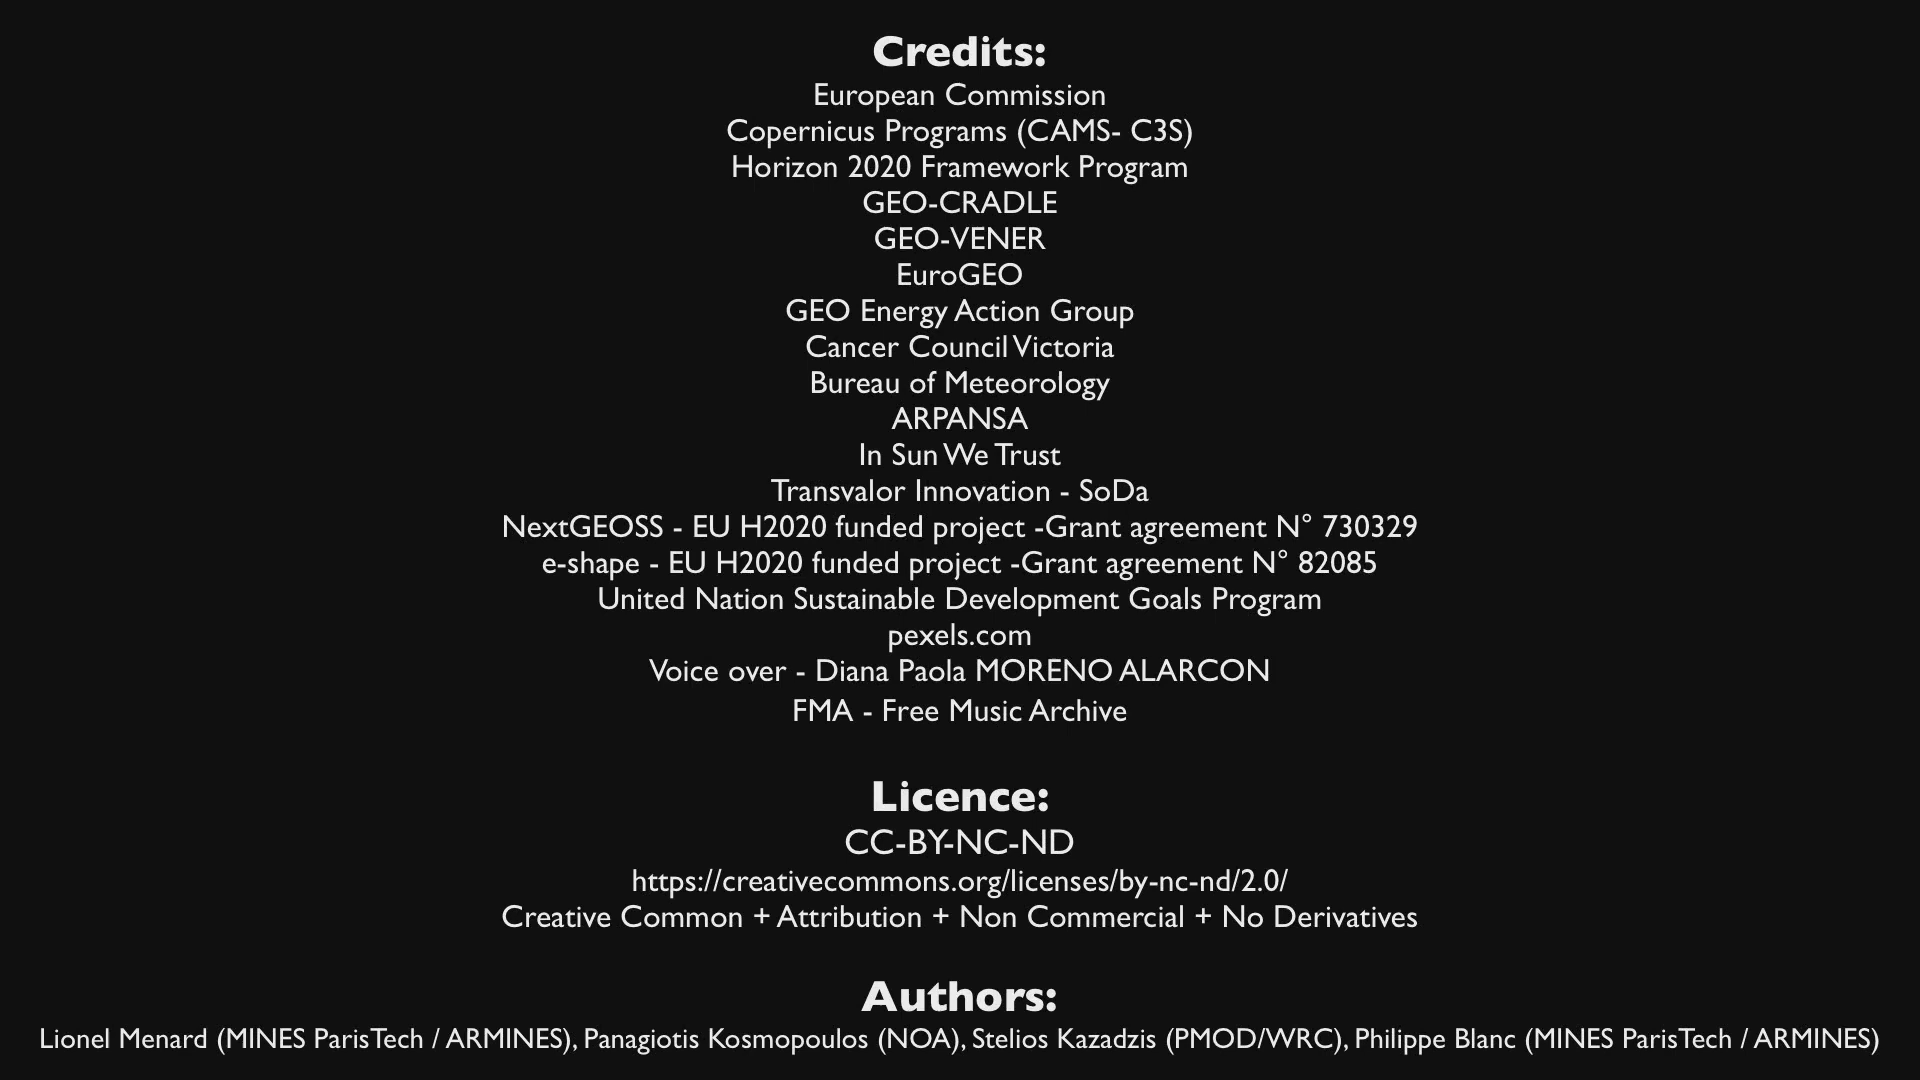 Credits:
European Commission
Copernicus Programs (CAMS- C3S)
Horizon 2020 Framework Program
GEO-CRADLE
GEO-VENER
EuroGEO
GEO Energy Action Group
Cancer Council Victoria
Bureau of Meteorology
ARPANSA
In Sun We Trust
Transvalor Innovation - SoDa
NextGEOSS - EU H2020 funded project -Grant agreement N° 730329
e-shape - EU H2020 funded project -Grant agreement N° 82085
United Nation Sustainable Development Goals Program
pexels.com
Voice over - Diana Paola MORENO ALARCON
FMA - Free Music Archive
Licence:
CC-BY-NC-ND
https://creativecommons.org/licenses/by-nc-nd/2.0/
Creative Common + Attribution + Non Commercial + No Derivatives
Authors:
Lionel Menard (MINES ParisTech / ARMINES), Panagiotis Kosmopoulos (NOA), Stelios Kazadzis (PMOD/WRC), Philippe Blanc (MINES ParisTech / ARMINES)